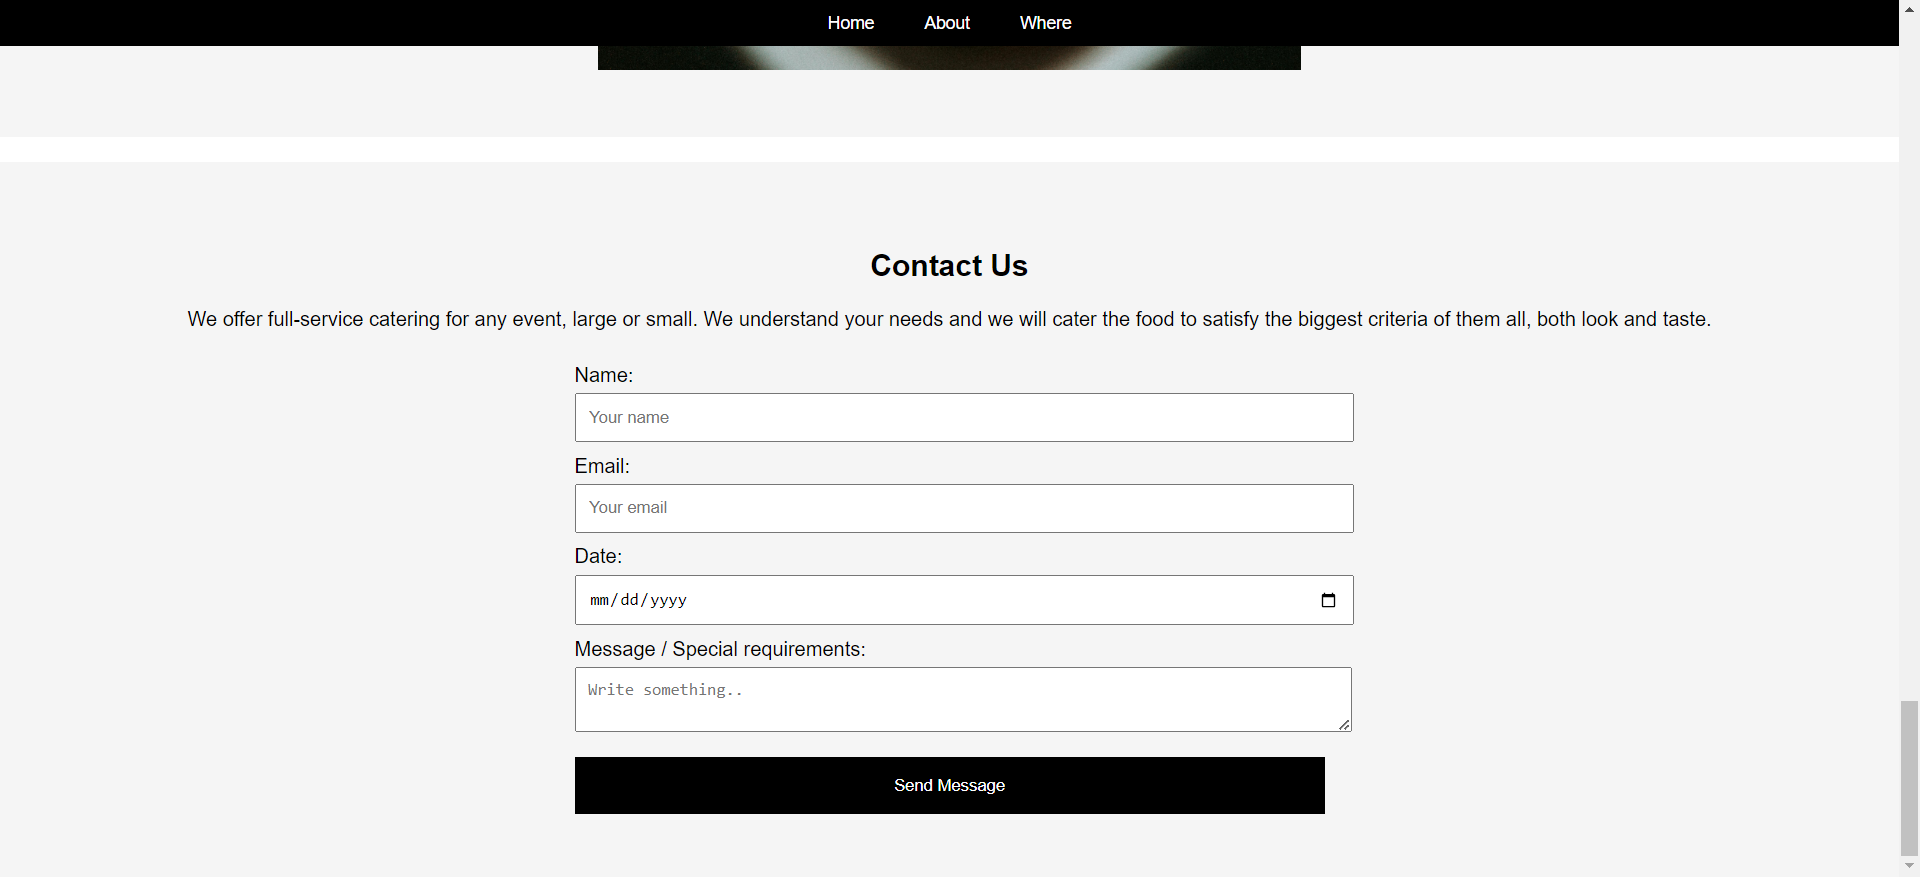 Home About Where
Contact Us
We offer full-service catering for any event, large or small. We understand your needs and we will cater the food to satisfy the biggest criteria of them all, both look and taste.
Name:
Your name
Email:
Your email
Date:
mm/dd/yyyy
Message / Special requirements:
Write something..
Send Message